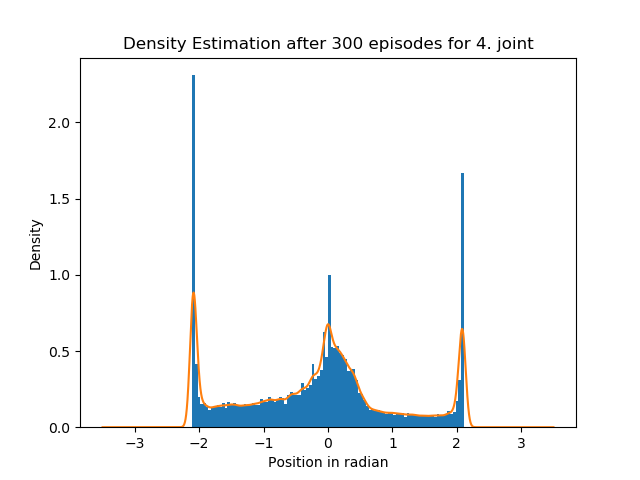 Density Estimation after 300 episodes for 4. joint
2.0
1.5
1.0
0.5
0.0
Density
−3 −2 −1 0 1 2 3
Position in radian